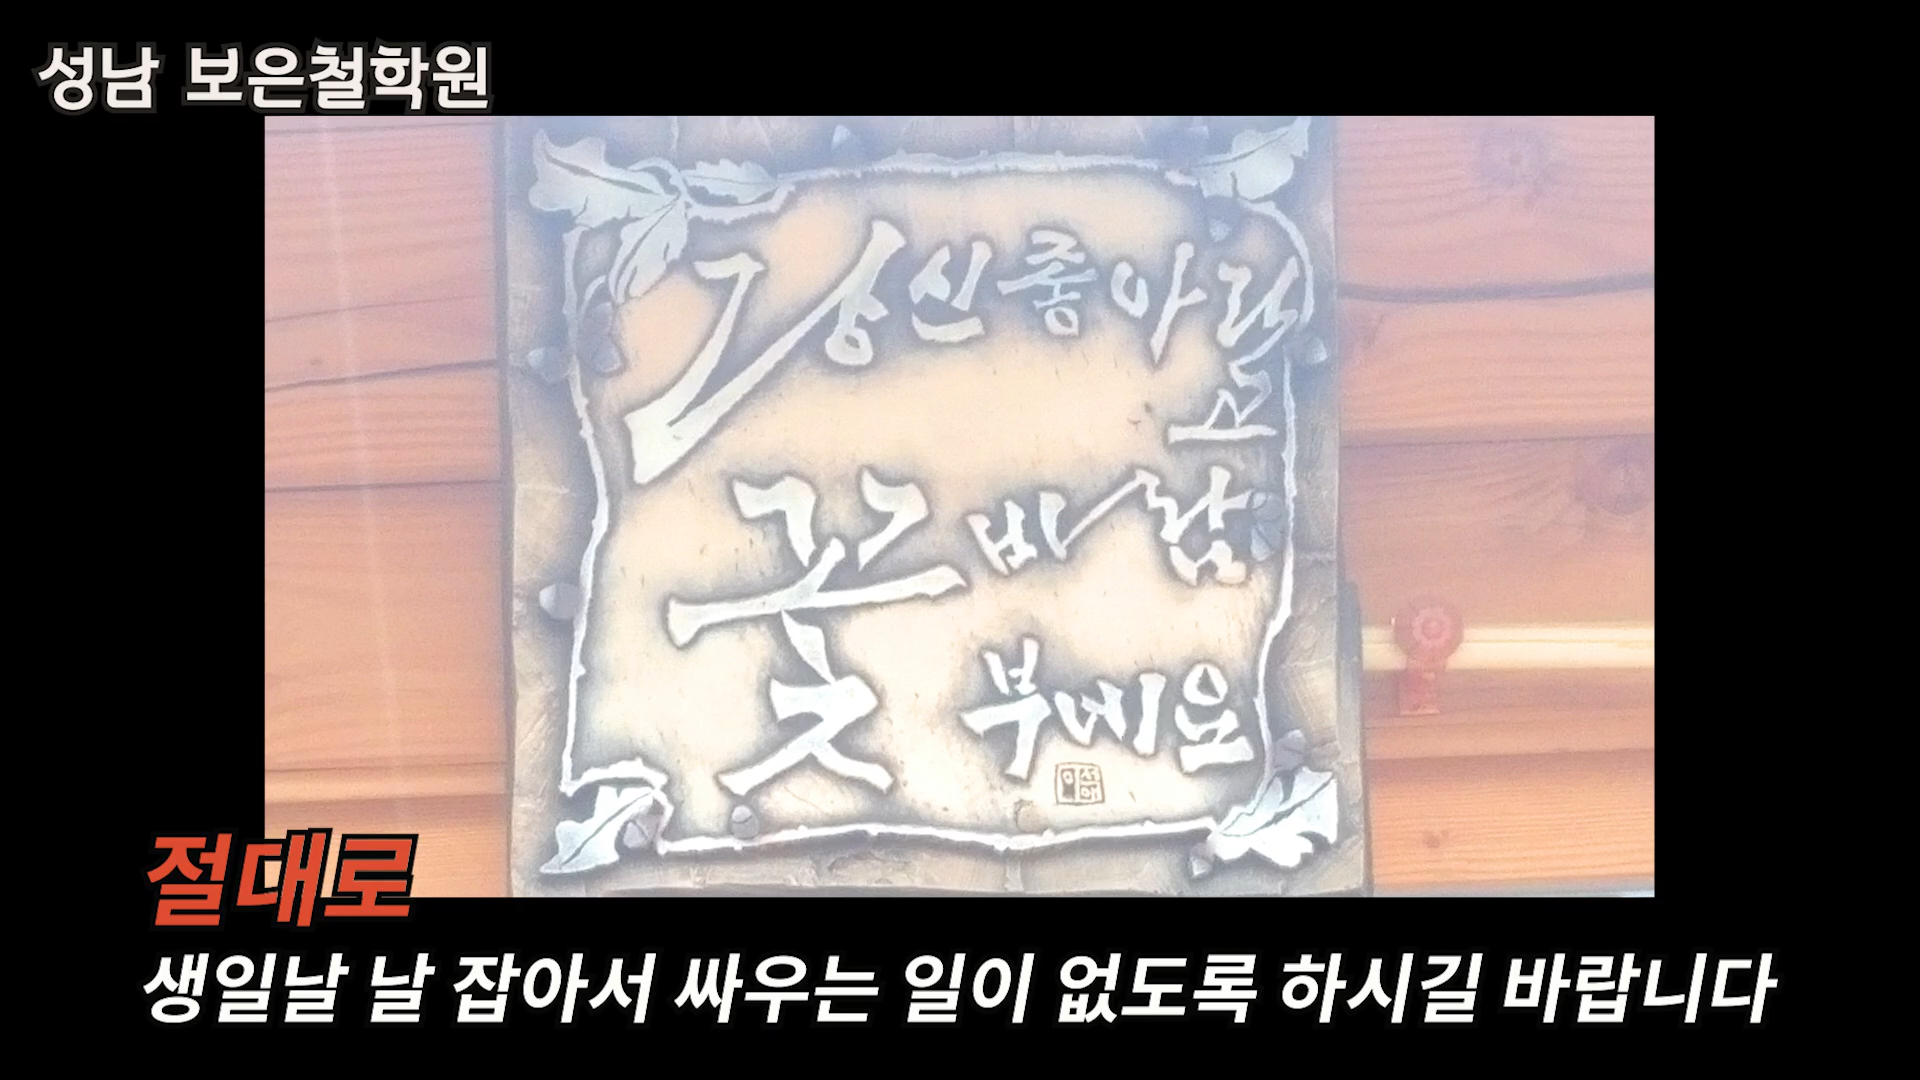 성남 보은철학원
당신좋아라
고
꽃바람
부네요
절대로
생일날 날 잡아서 싸우는 일이 없도록 하시길 바랍니다